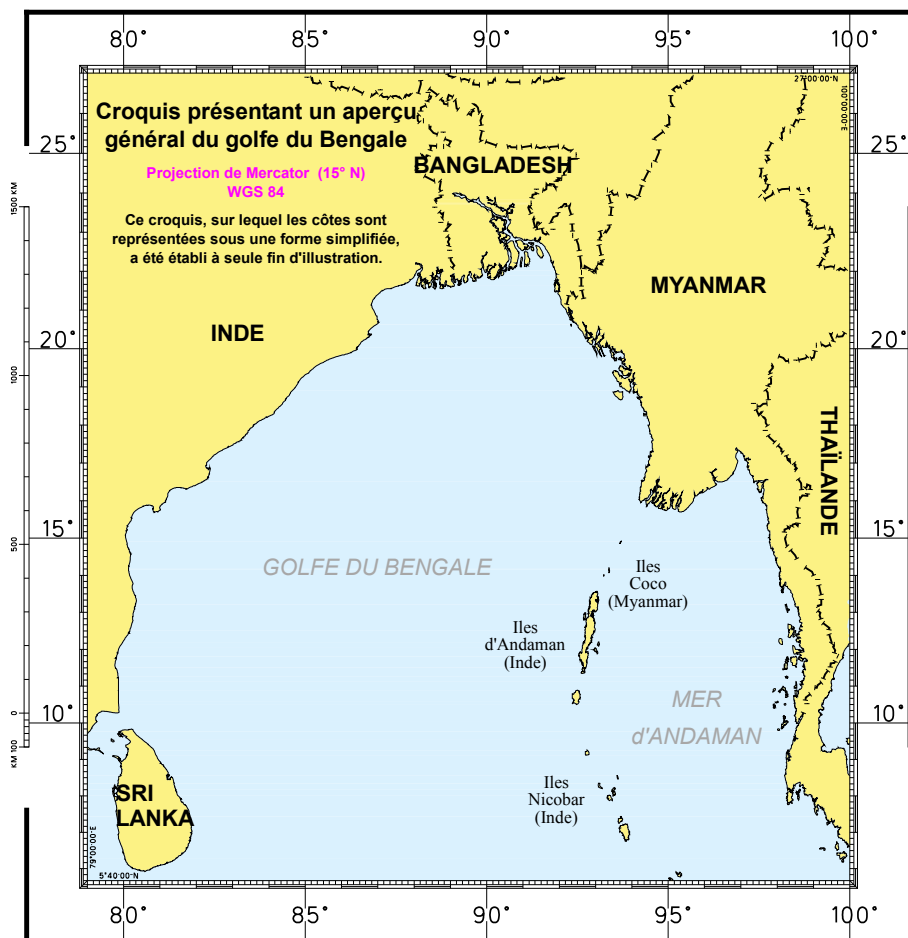 80° 85° 90° 95° 100°
27°00'00"N
Croquis présentant un aperçu
général du golfe du Bengale
Projection de Mercator (15° N)
WGS 84
Ce croquis, sur lequel les côtes sont
représentées sous une forme simplifiée,
a été établi à seule fin d'illustration.
25° 25°
BANGLADESH
1500 KM
MYANMAR
INDE
20° 20°
1000
THAÏLANDE
15° 15°
500
GOLFE DU BENGALE
Iles
Coco
(Myanmar)
Iles
d'Andaman
(Inde)
MER
d'ANDAMAN
10° 10°
0
KM 100
Iles
Nicobar
(Inde)
SRI
LANKA
79°00'00"E
5°40'00"N
80° 85° 90° 95° 100°